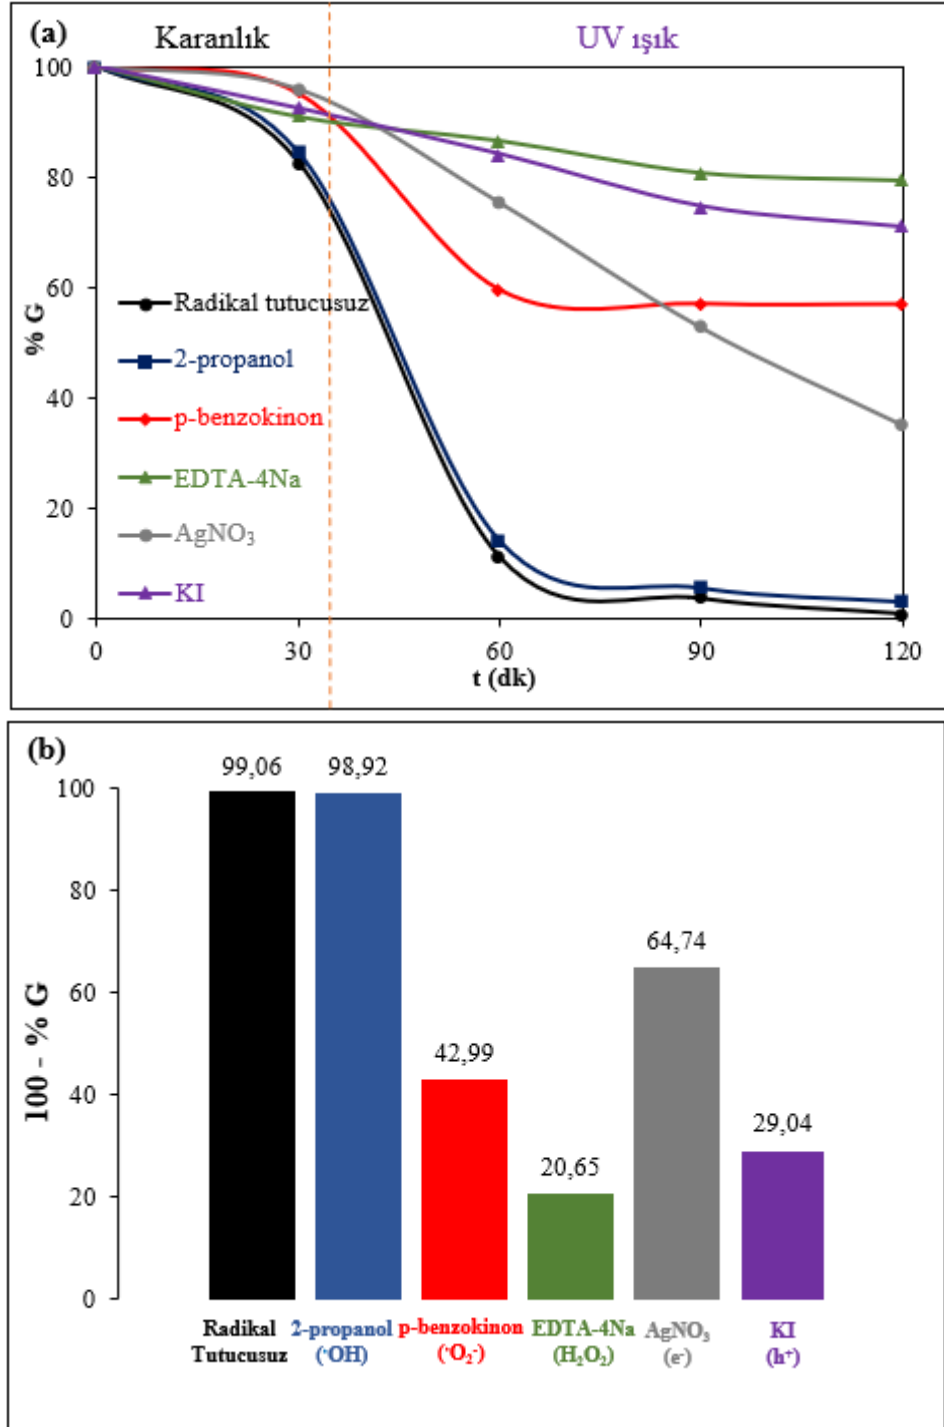 (a)
Karanlık
UV ışık
100
80
60
40
20
0
% G
Radikal tutucusuz
2-propanol
p-benzokinon
EDTA-4Na
AgNO₃
KI
0
30
60
90
120
t (dk)
(b)
100 - % G
100
80
60
40
20
0
99,06
98,92
42,99
20,65
64,74
29,04
Radikal
Tutucusuz
2-propanol
(·OH)
p-benzokinon
(·O₂⁻)
EDTA-4Na
(H₂O₂)
AgNO₃
(e⁻)
KI
(h⁺)